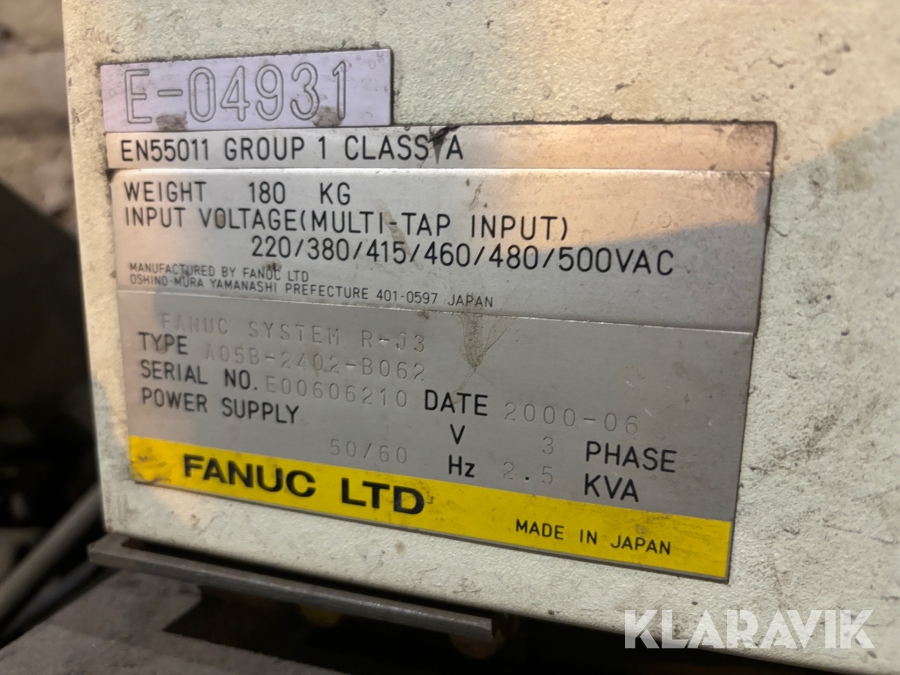 E-04931
EN55011 GROUP 1 CLASS A
WEIGHT 180 KG
INPUT VOLTAGE(MULTI-TAP INPUT)
220/380/415/460/480/500VAC
MANUFACTURED BY FANUC LTD
OSHINO-MURA YAMANASHI PREFECTURE 401-0597 JAPAN
FANUC SYSTEM R-J3
TYPE A05B-2402-B062
SERIAL NO. E00606210 DATE 2000-06
POWER SUPPLY V 3 PHASE
50/60 Hz 2.5 KVA
FANUC LTD MADE IN JAPAN
KLARAVIK